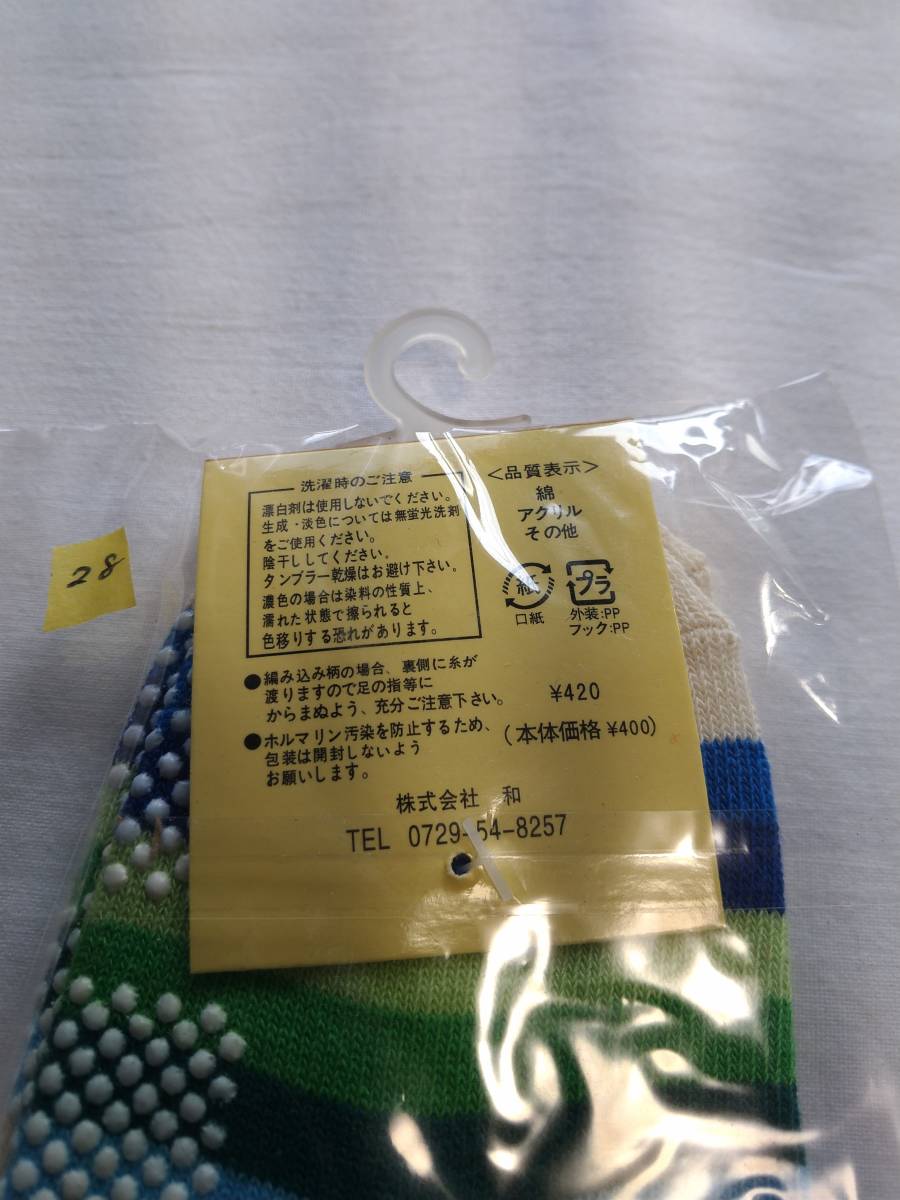 28
洗濯時のご注意
漂白剤は使用しないでください。
生成・淡色については無蛍光洗剤
をご使用ください。
陰干ししてください。
タンブラー乾燥はお避け下さい。
濃色の場合は染料の性質上、
濡れた状態で擦られると
色移りする恐れがあります。
<品質表示>
綿
アクリル
その他
紙
口紙
プラ
外装:PP
フック:PP
●編み込み柄の場合、裏側に糸が
渡りますので足の指等に
からまぬよう、充分ご注意下さい。
●ホルマリン汚染を防止するため、
包装は開封しないよう
お願いします。
¥420
(本体価格 ¥400)
株式会社 和
TEL 0729-54-8257